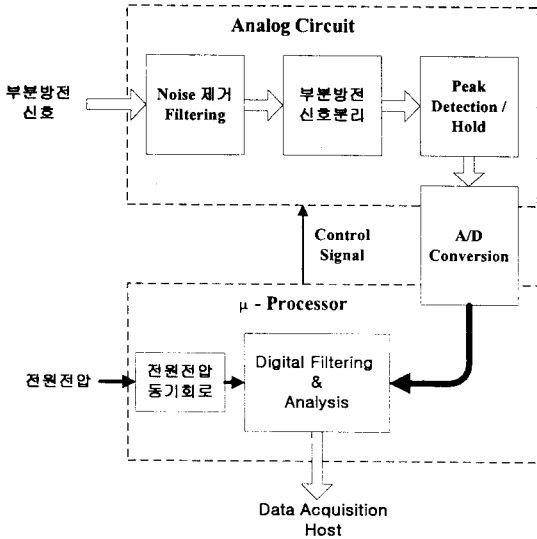 Analog Circuit
부분방전
신호
Noise 제거
Filtering
부분방전
신호분리
Peak
Detection /
Hold
Control
Signal
A/D
Conversion
μ - Processor
전원전압
전원전압
동기회로
Digital Filtering
&
Analysis
Data Acquisition
Host